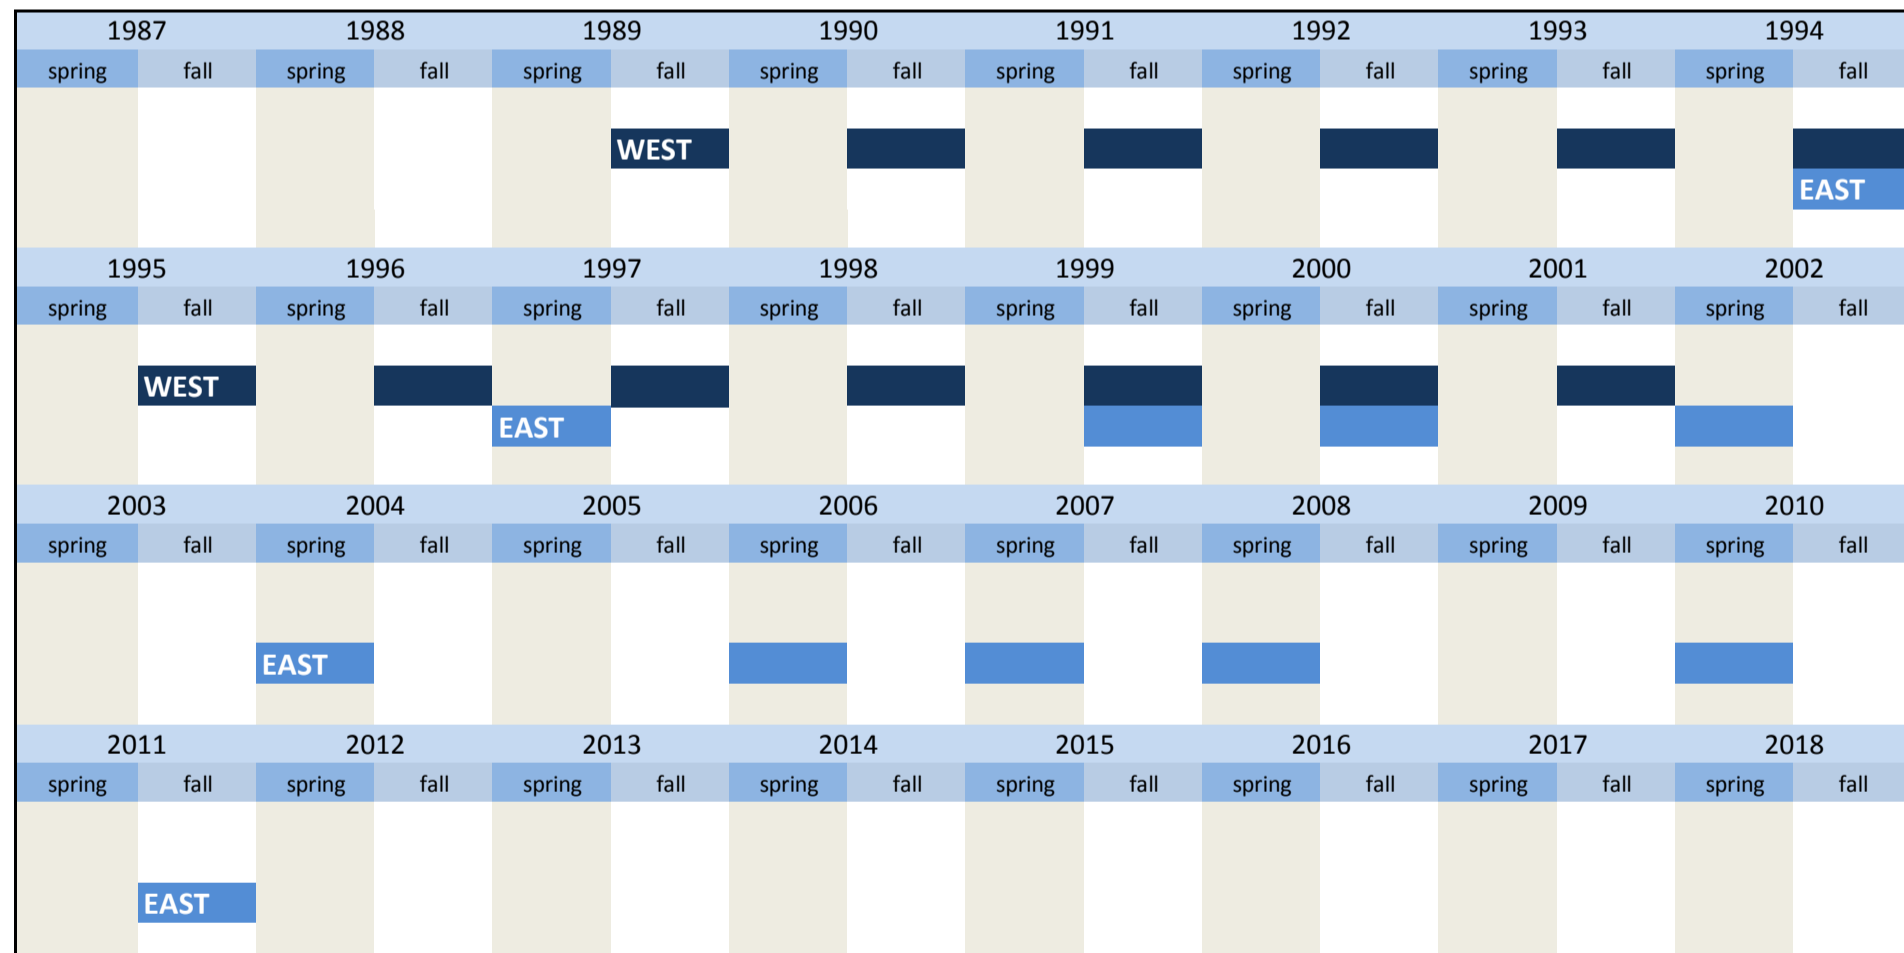 1987 1988 1989 1990 1991 1992 1993 1994
spring fall spring fall spring fall spring fall spring fall spring fall spring fall spring fall
WEST
EAST
1995 1996 1997 1998 1999 2000 2001 2002
spring fall spring fall spring fall spring fall spring fall spring fall spring fall spring fall
WEST
EAST
2003 2004 2005 2006 2007 2008 2009 2010
spring fall spring fall spring fall spring fall spring fall spring fall spring fall spring fall
EAST
2011 2012 2013 2014 2015 2016 2017 2018
spring fall spring fall spring fall spring fall spring fall spring fall spring fall spring fall
EAST